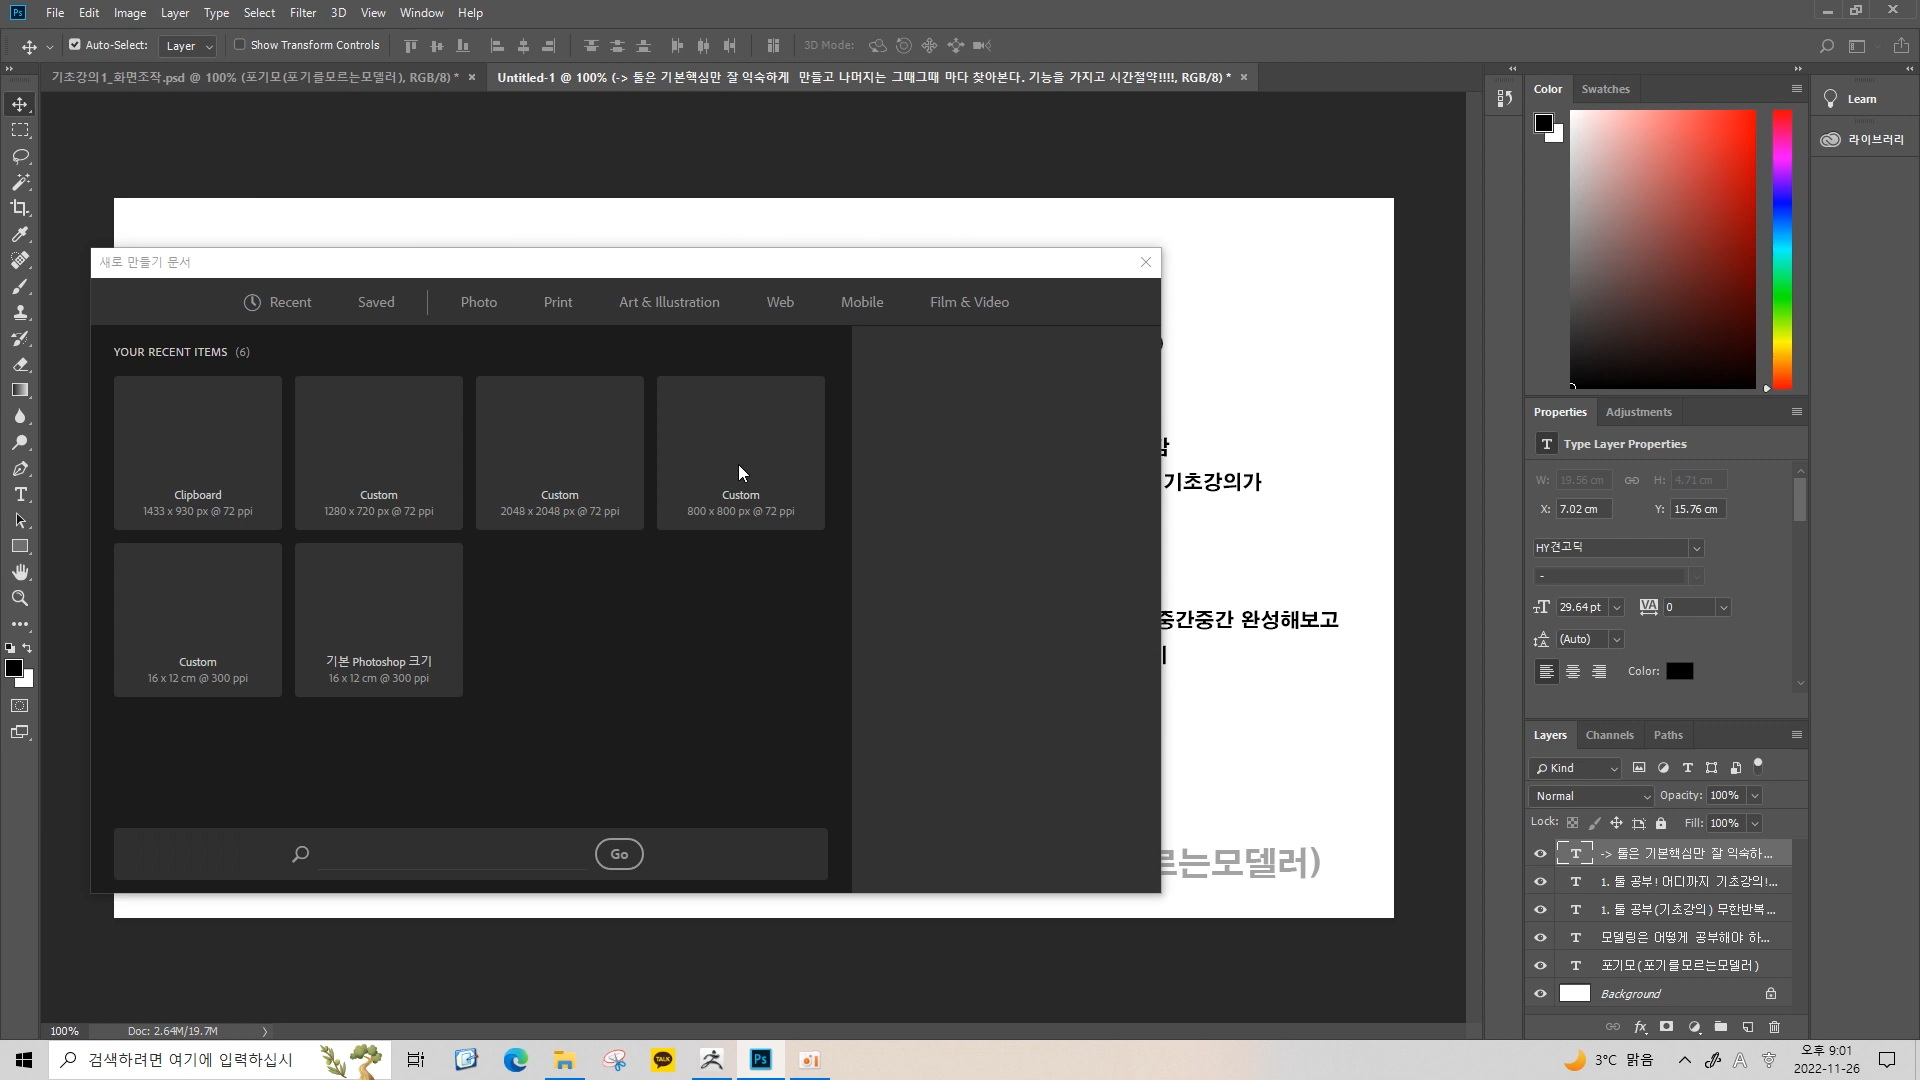 Ps File Edit Image Layer Type Select Filter 3D View Window Help
Auto-Select: Layer Show Transform Controls 3D Mode:
기초강의1_화면조작.psd @ 100% (포기모(포기를모르는모델러), RGB/8) *
Untitled-1 @ 100% (-> 툴은 기본핵심만 잘 익숙하게 만들고 나머지는 그때그때 마다 찾아본다. 기능을 가지고 시간절약!!!!, RGB/8) *
새로 만들기 문서
Recent Saved Photo Print Art & Illustration Web Mobile Film & Video
YOUR RECENT ITEMS (6)
Clipboard
1433 x 930 px @ 72 ppi
Custom
1280 x 720 px @ 72 ppi
Custom
2048 x 2048 px @ 72 ppi
Custom
800 x 800 px @ 72 ppi
Custom
16 x 12 cm @ 300 ppi
기본 Photoshop 크기
16 x 12 cm @ 300 ppi
Go
기초강의가
중간중간 완성해보고
르는모델러)
Color Swatches
Learn
라이브러리
Properties Adjustments
T Type Layer Properties
W: 19.56 cm H: 4.71 cm
X: 7.02 cm Y: 15.76 cm
HY견고딕
-
29.64 pt VA 0
(Auto)
Color:
Layers Channels Paths
Kind
Normal Opacity: 100%
Lock: Fill: 100%
T -> 툴은 기본핵심만 잘 익숙하...
T 1. 툴 공부! 어디까지 기초강의!...
T 1. 툴 공부(기초강의) 무한반복...
T 모델링은 어떻게 공부해야 하...
T 포기모(포기를모르는모델러)
Background
fx
100% Doc: 2.64M/19.7M
검색하려면 여기에 입력하십시
TALK
Ps
3°C 맑음
A
오후 9:01
2022-11-26